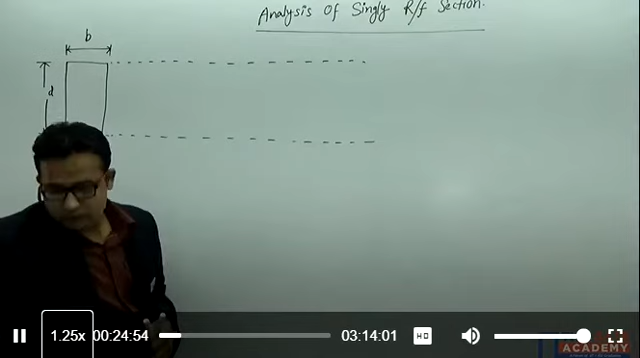 Analysis Of Singly R/f Section.
b
d
1.25x 00:24:54 03:14:01 HD
ACADEMY